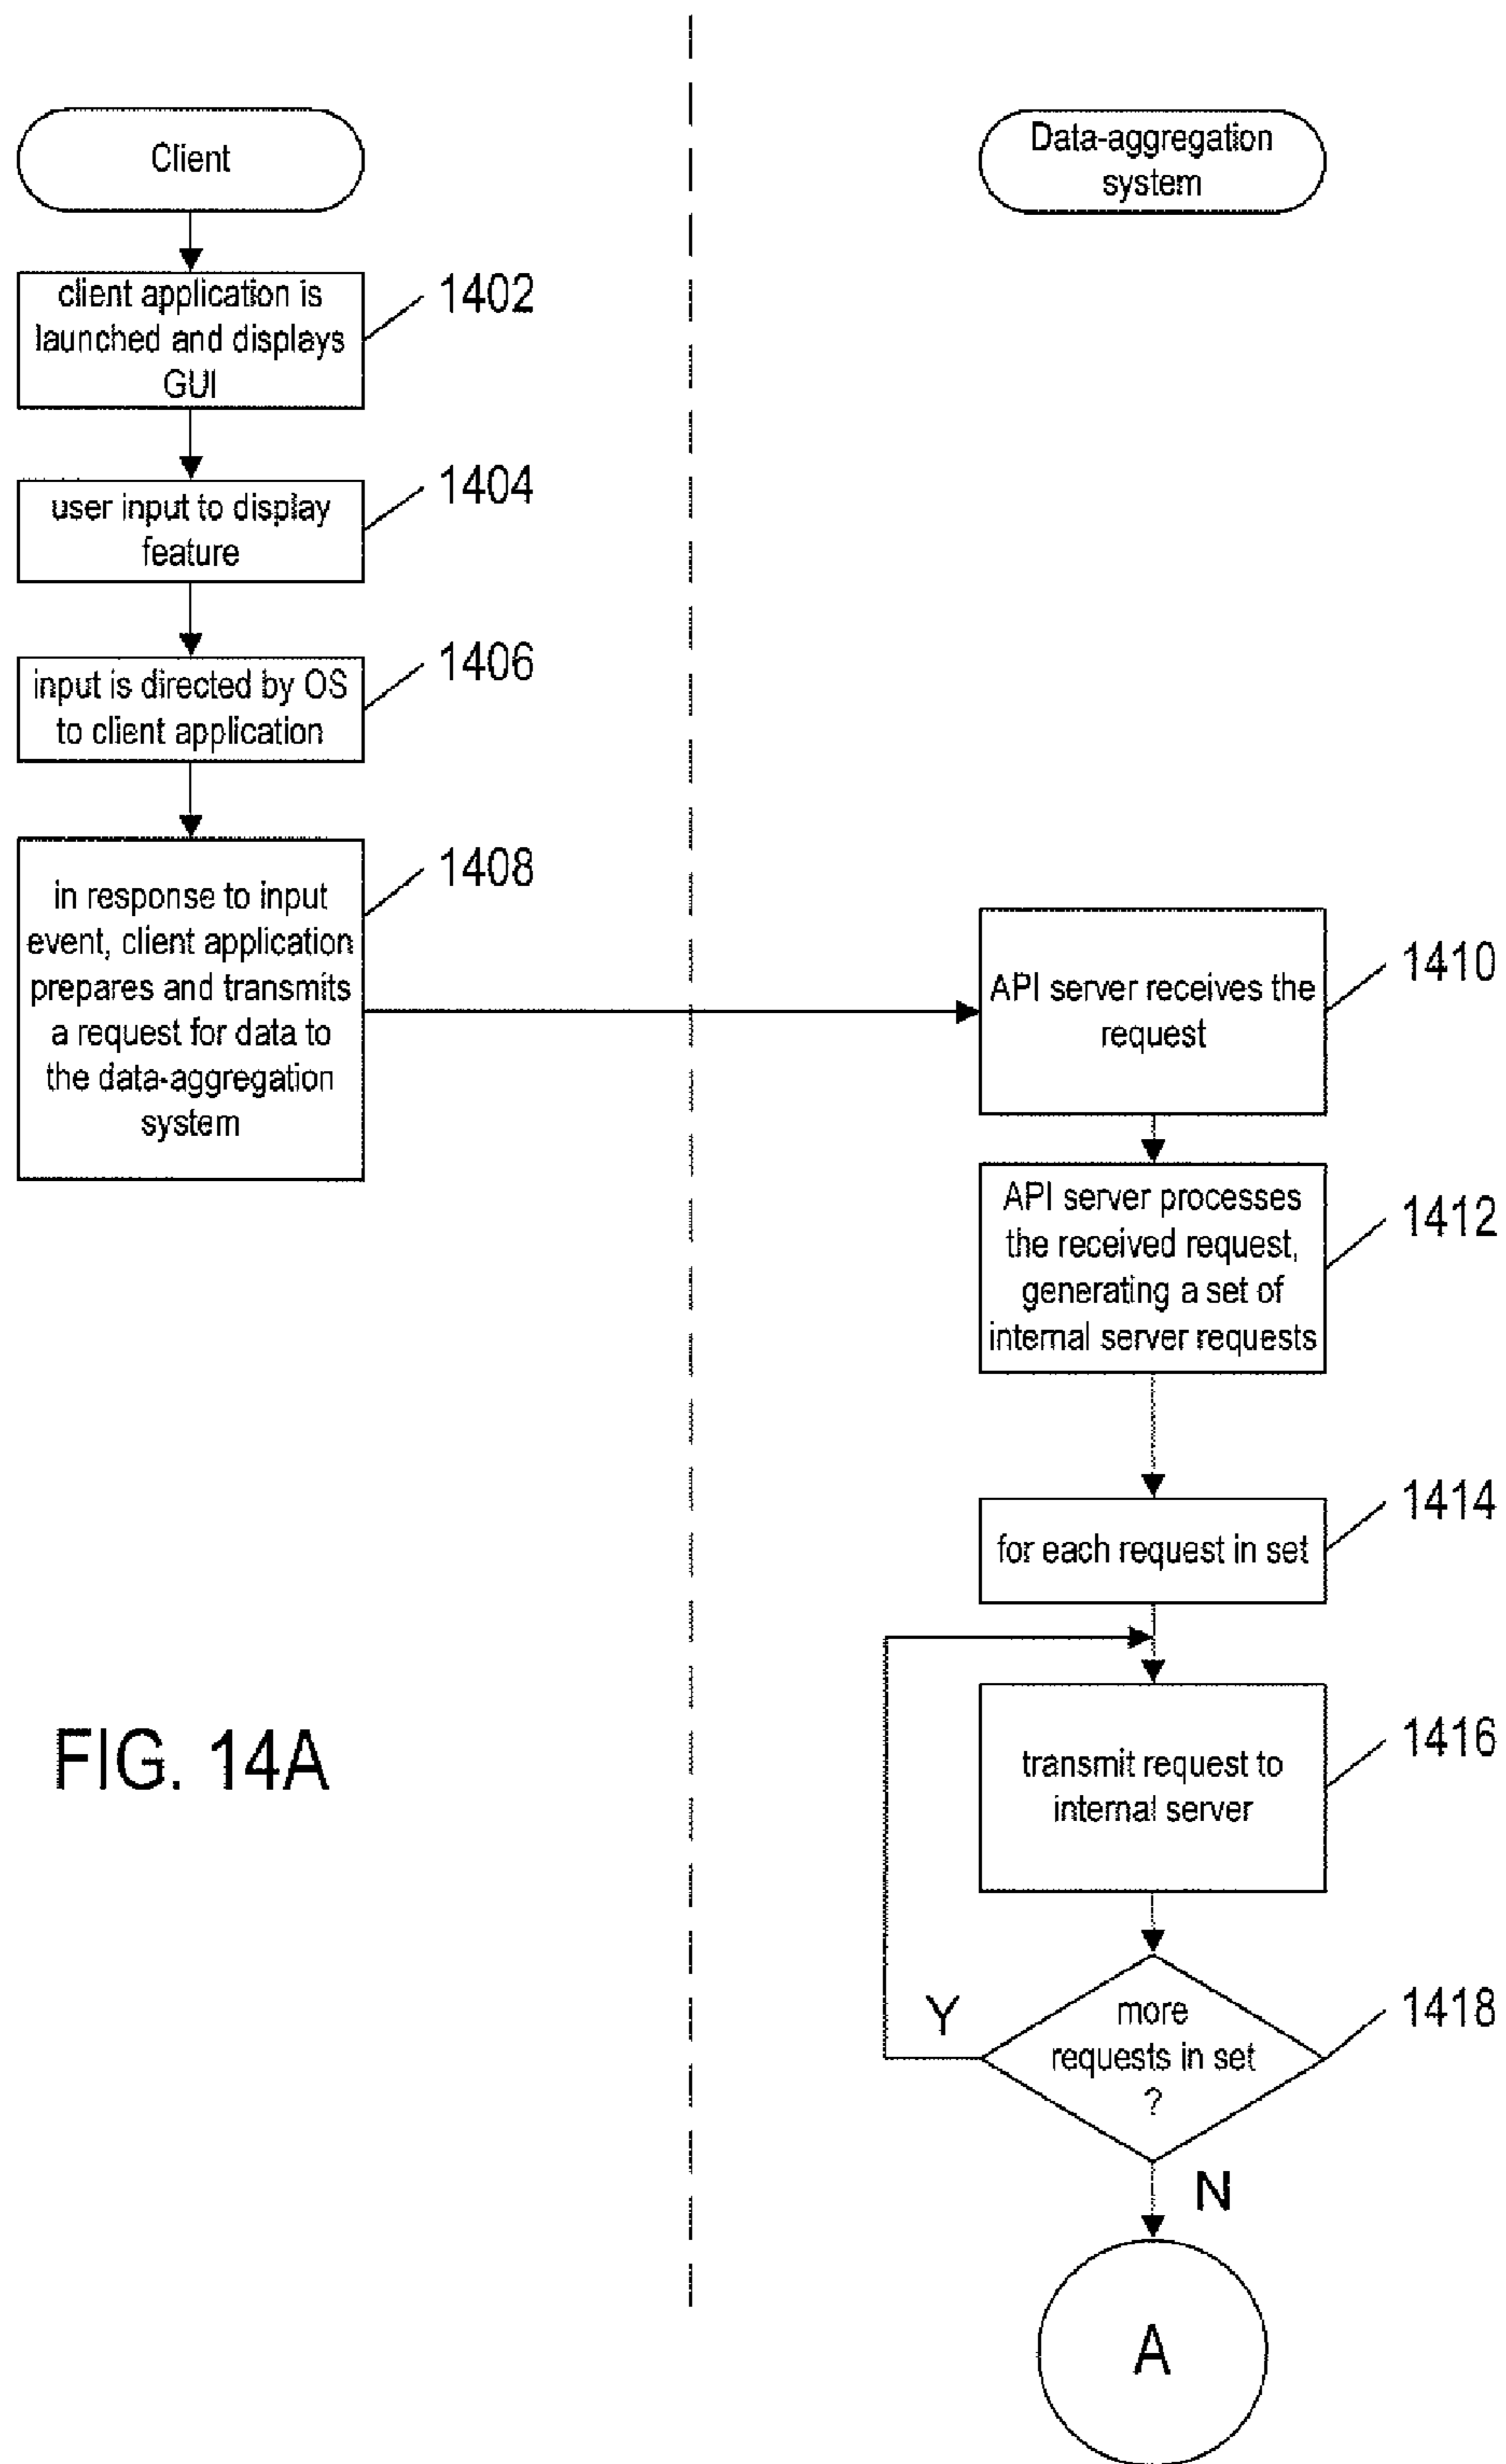 Client
client application is
launched and displays
GUI
1402
user input to display
feature
1404
input is directed by OS
to client application
1406
in response to input
event, client application
prepares and transmits
a request for data to
the data-aggregation
system
1408
Data-aggregation
system
API server receives the
request
1410
API server processes
the received request,
generating a set of
internal server requests
1412
for each request in set
1414
transmit request to
internal server
1416
more
requests in set
?
1418
Y
N
A
FIG. 14A